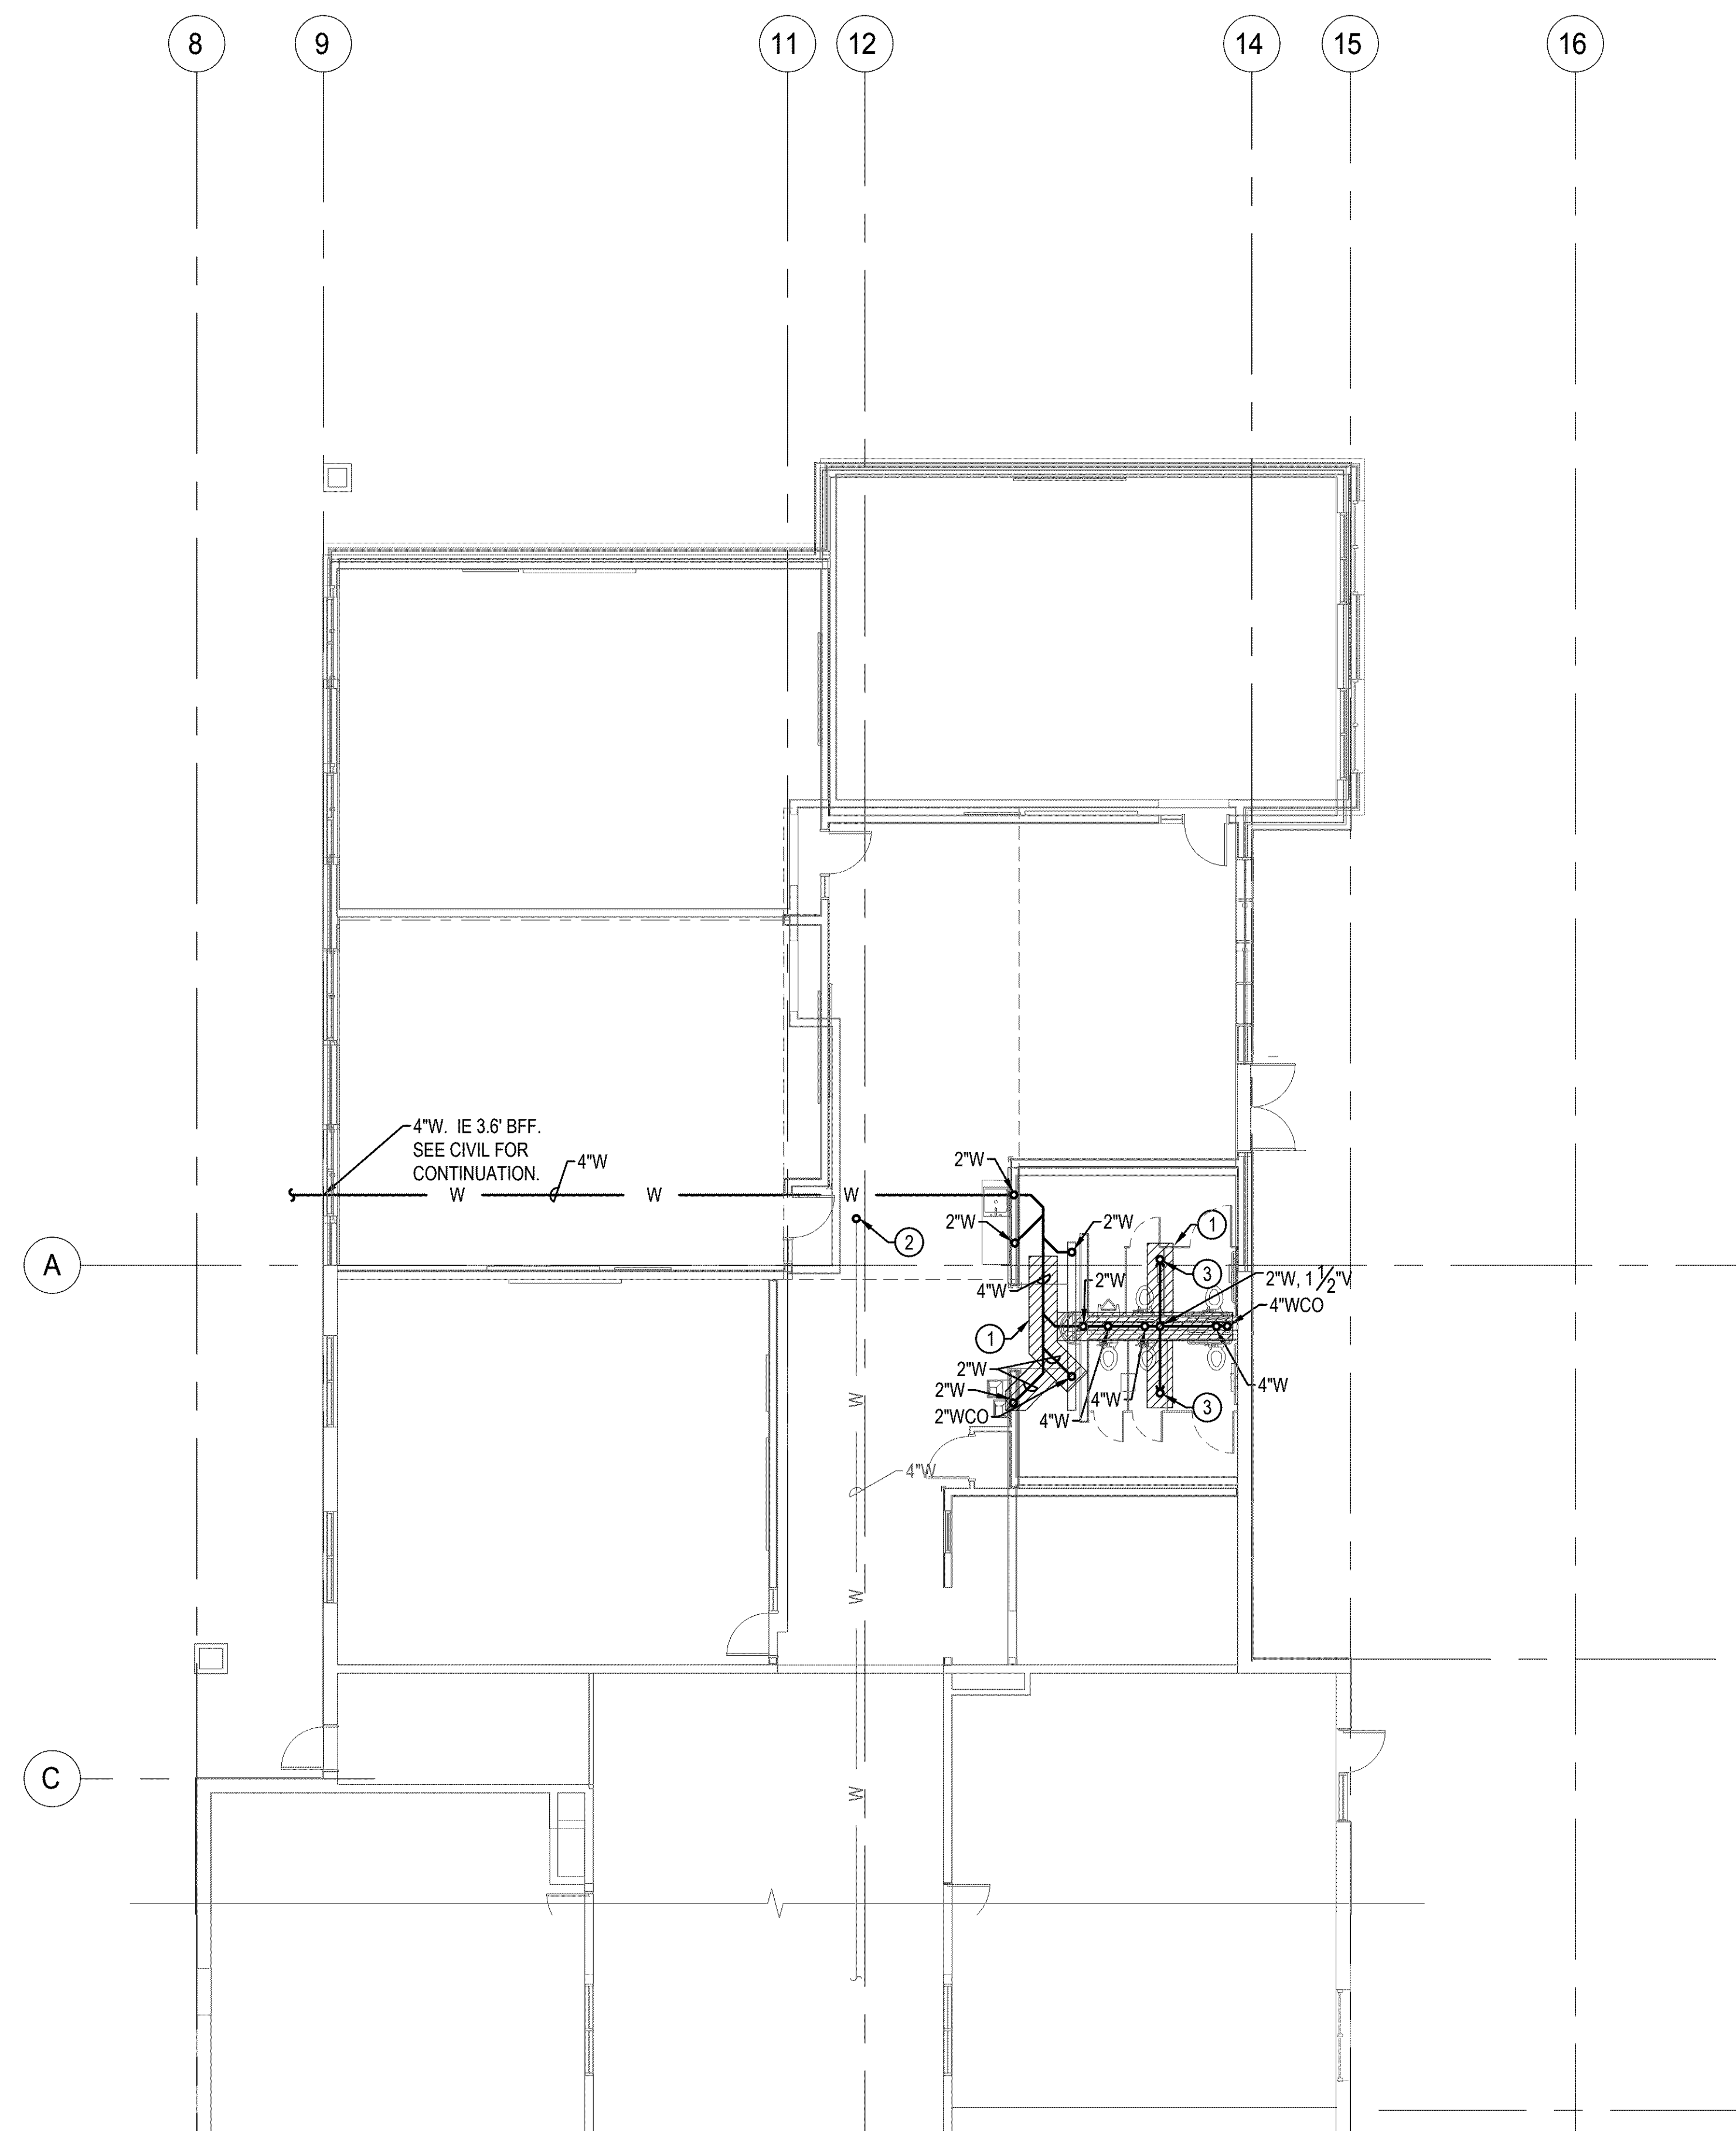 8
9
11
12
14
15
16
4"W. IE 3.6' BFF.
SEE CIVIL FOR
CONTINUATION.
4"W
W
W
W
2"W
2"W
2"W
1
2
A
3
2"W, 1 1/2"V
4"WCO
2"W
4"W
1
2"W
2"W
2"WCO
4"W
4"W
4"W
3
W
4"W
W
C
W